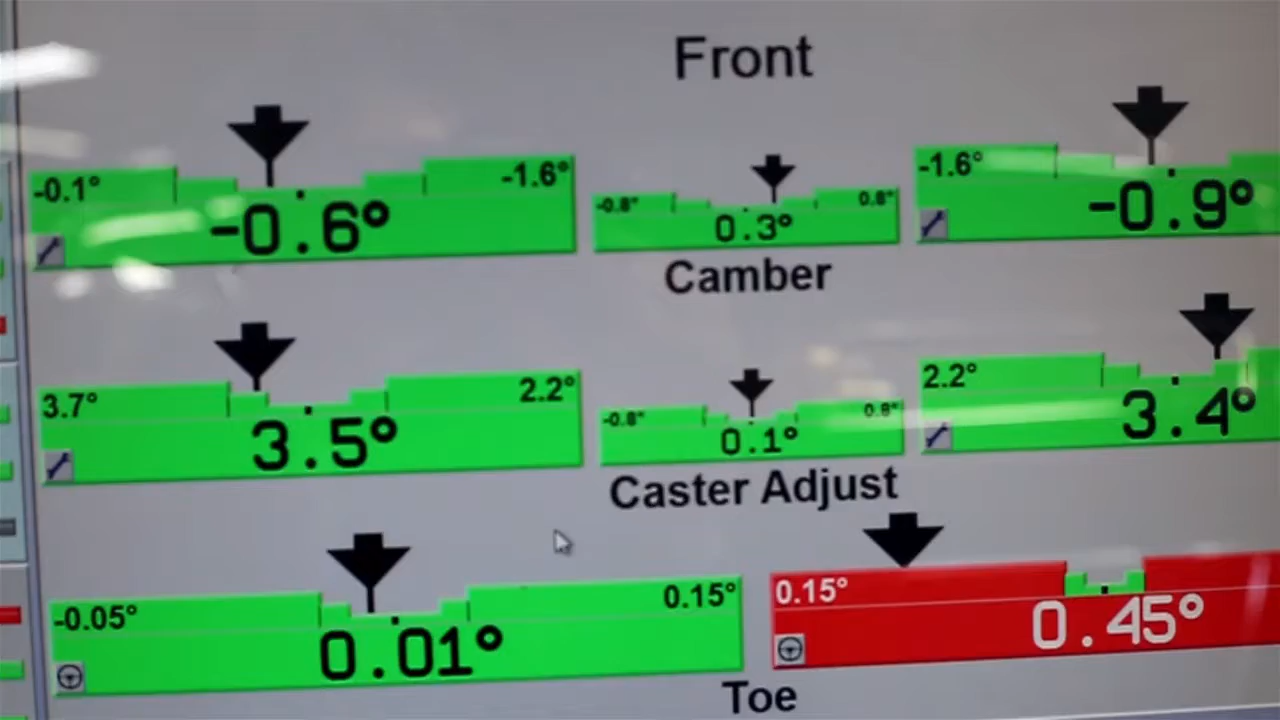 Front
-0.1° -1.6° -0.8° 0.8° -1.6°
-0.6° 0.3° -0.9°
Camber
3.7° 2.2° -0.8° 0.8° 2.2°
3.5° 0.1° 3.4°
Caster Adjust
-0.05° 0.15° 0.15°
0.01° 0.45°
Toe